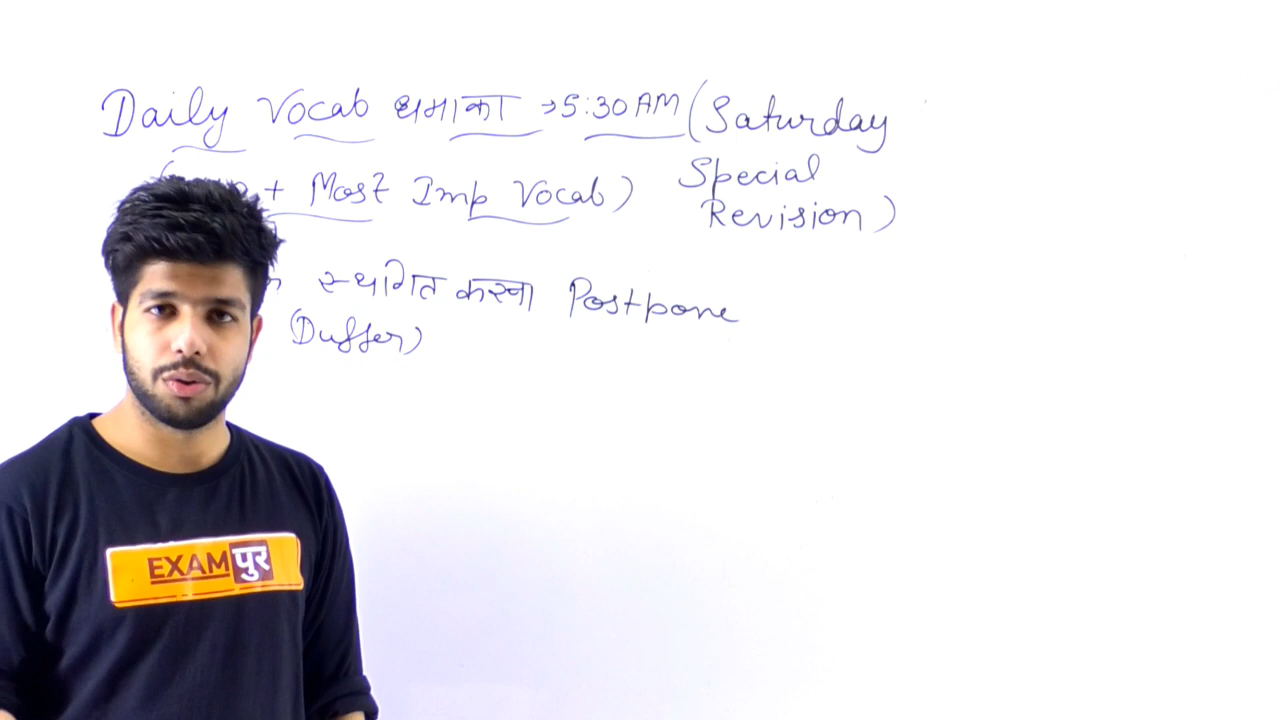 Daily Vocab धमाका → 5:30 AM (Saturday
Special
+ Most Imp Vocab)
Revision)
स्थगित करना Postpone
(Duffer)
EXAMपुर